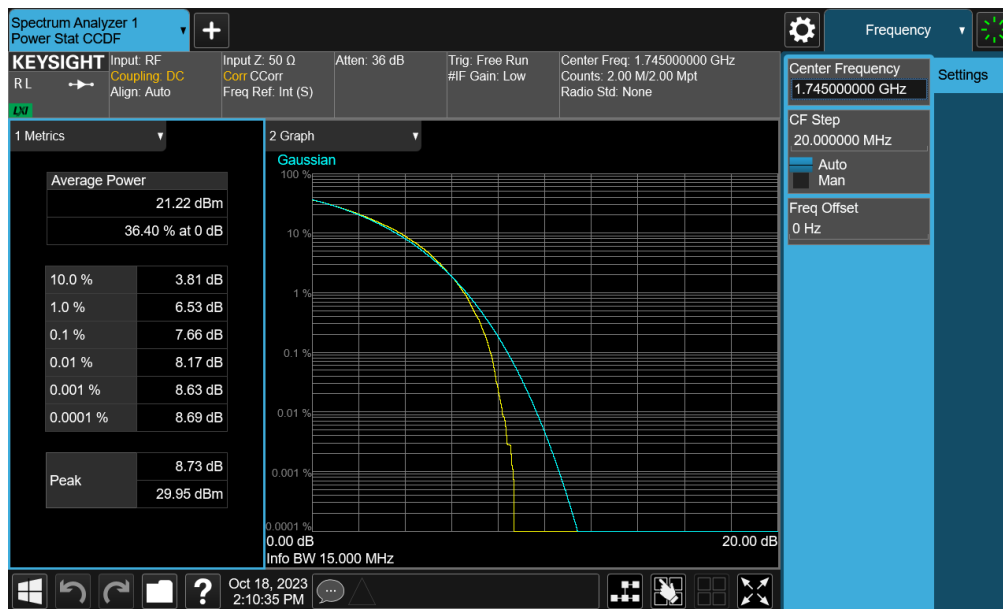 Spectrum Analyzer 1
Power Stat CCDF
Frequency
KEYSIGHT
RL
LXI
Input: RF
Coupling: DC
Align: Auto
Input Z: 50 Ω
Corr CCorr
Freq Ref: Int (S)
Atten: 36 dB
Trig: Free Run
#IF Gain: Low
Center Freq: 1.745000000 GHz
Counts: 2.00 M/2.00 Mpt
Radio Std: None
Center Frequency
1.745000000 GHz
Settings
CF Step
20.000000 MHz
Auto
Man
Freq Offset
0 Hz
1 Metrics
Average Power
21.22 dBm
36.40 % at 0 dB
10.0 % 3.81 dB
1.0 % 6.53 dB
0.1 % 7.66 dB
0.01 % 8.17 dB
0.001 % 8.63 dB
0.0001 % 8.69 dB
Peak 8.73 dB
29.95 dBm
2 Graph
Gaussian
100 %
10 %
1 %
0.1 %
0.01 %
0.001 %
0.0001 %
0.00 dB 20.00 dB
Info BW 15.000 MHz
?
Oct 18, 2023
2:10:35 PM